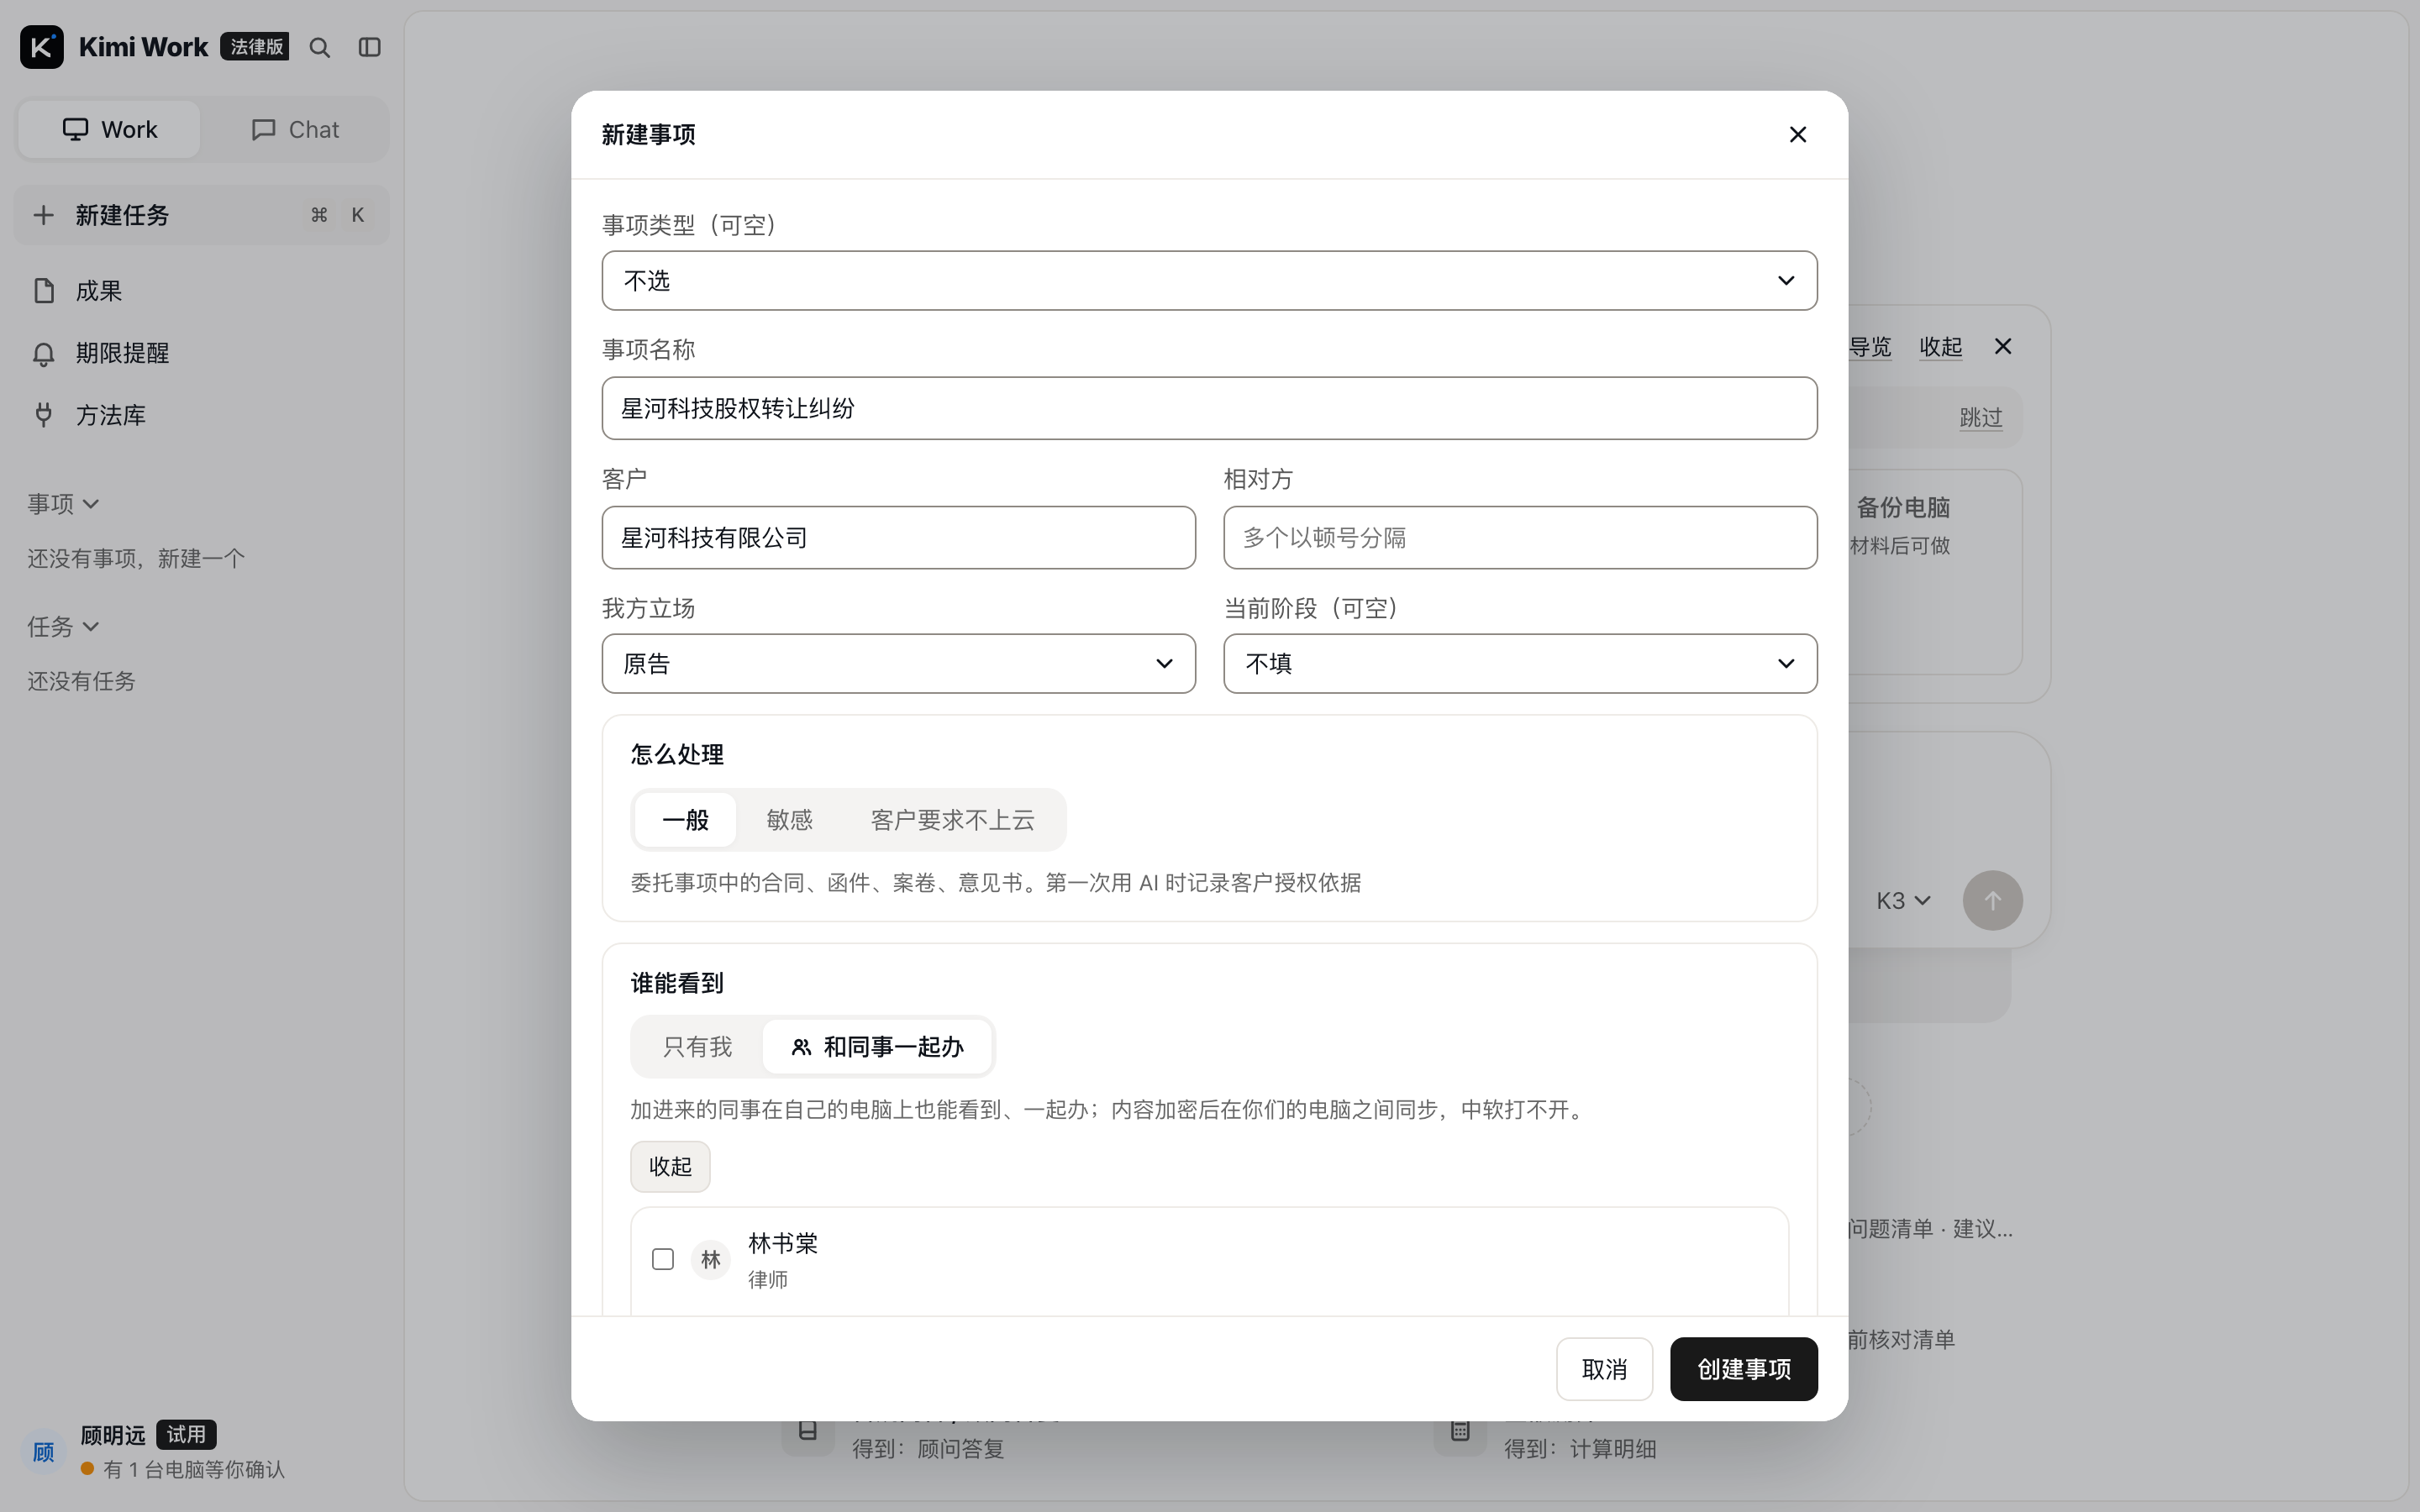 Kimi Work 法律版
Work
Chat
新建任务 ⌘ K
成果
期限提醒
方法库
事项
还没有事项，新建一个
任务
还没有任务
顾 顾明远 试用
有 1 台电脑等你确认
新建事项
事项类型（可空）
不选
事项名称
星河科技股权转让纠纷
客户
星河科技有限公司
相对方
多个以顿号分隔
我方立场
原告
当前阶段（可空）
不填
怎么处理
一般 敏感 客户要求不上云
委托事项中的合同、函件、案卷、意见书。第一次用 AI 时记录客户授权依据
谁能看到
只有我 和同事一起办
加进来的同事在自己的电脑上也能看到、一起办；内容加密后在你们的电脑之间同步，中软打不开。
收起
林 林书棠
律师
取消 创建事项
导览 收起
跳过
备份电脑
材料后可做
K3
问题清单 · 建议...
前核对清单
得到：顾问答复
得到：计算明细